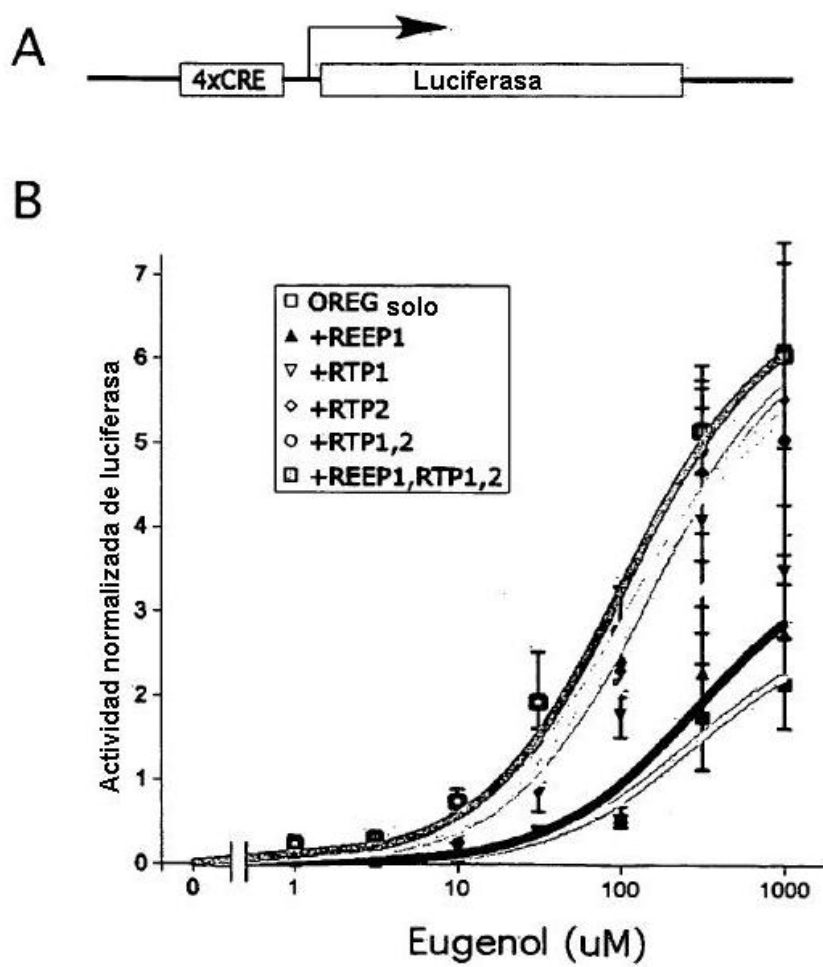 A
4xCRE
Luciferasa
B
Actividad normalizada de luciferasa
7
6
5
4
3
2
1
0
OREG solo
+REEP1
+RTP1
+RTP2
+RTP1,2
+REEP1,RTP1,2
0 1 10 100 1000
Eugenol (uM)